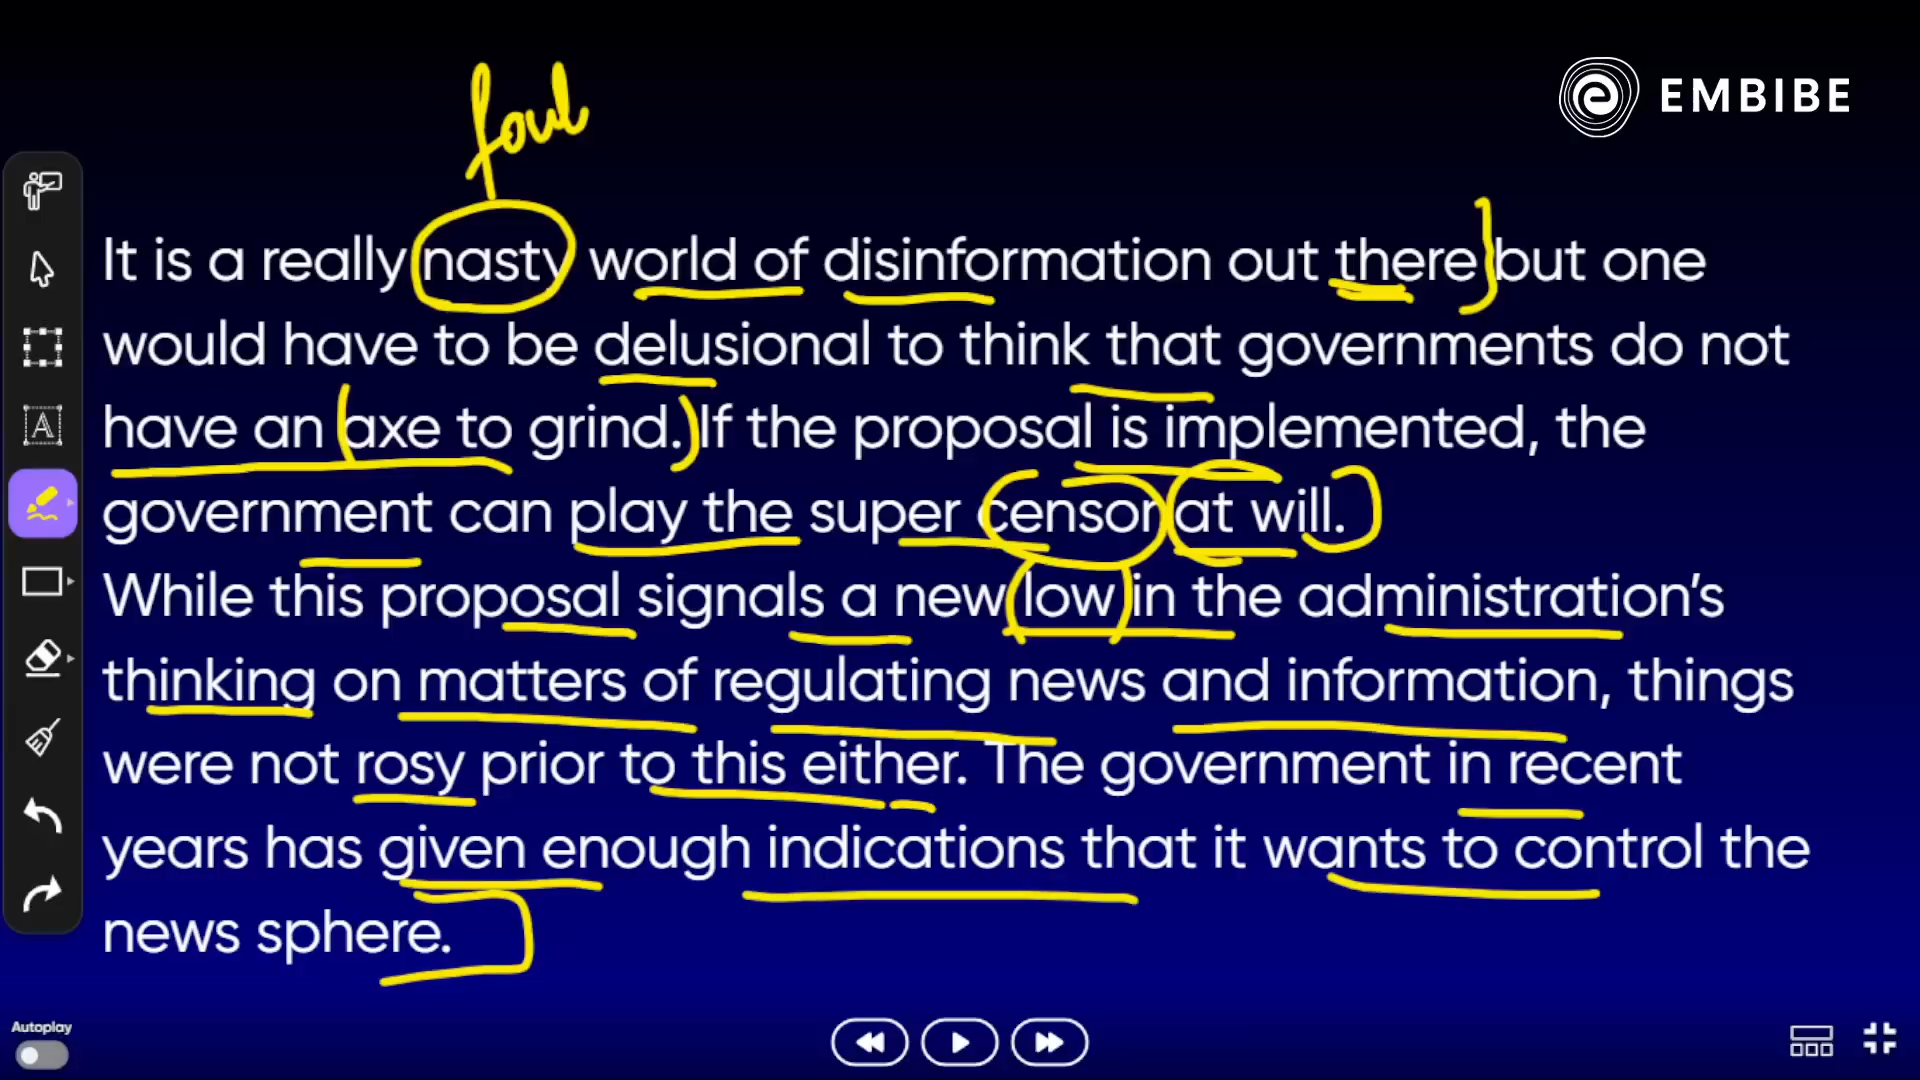 foul
EMBIBE
It is a really nasty world of disinformation out there but one
would have to be delusional to think that governments do not
have an axe to grind. If the proposal is implemented, the
government can play the super censor at will.
While this proposal signals a new low in the administration’s
thinking on matters of regulating news and information, things
were not rosy prior to this either. The government in recent
years has given enough indications that it wants to control the
news sphere.
Autoplay